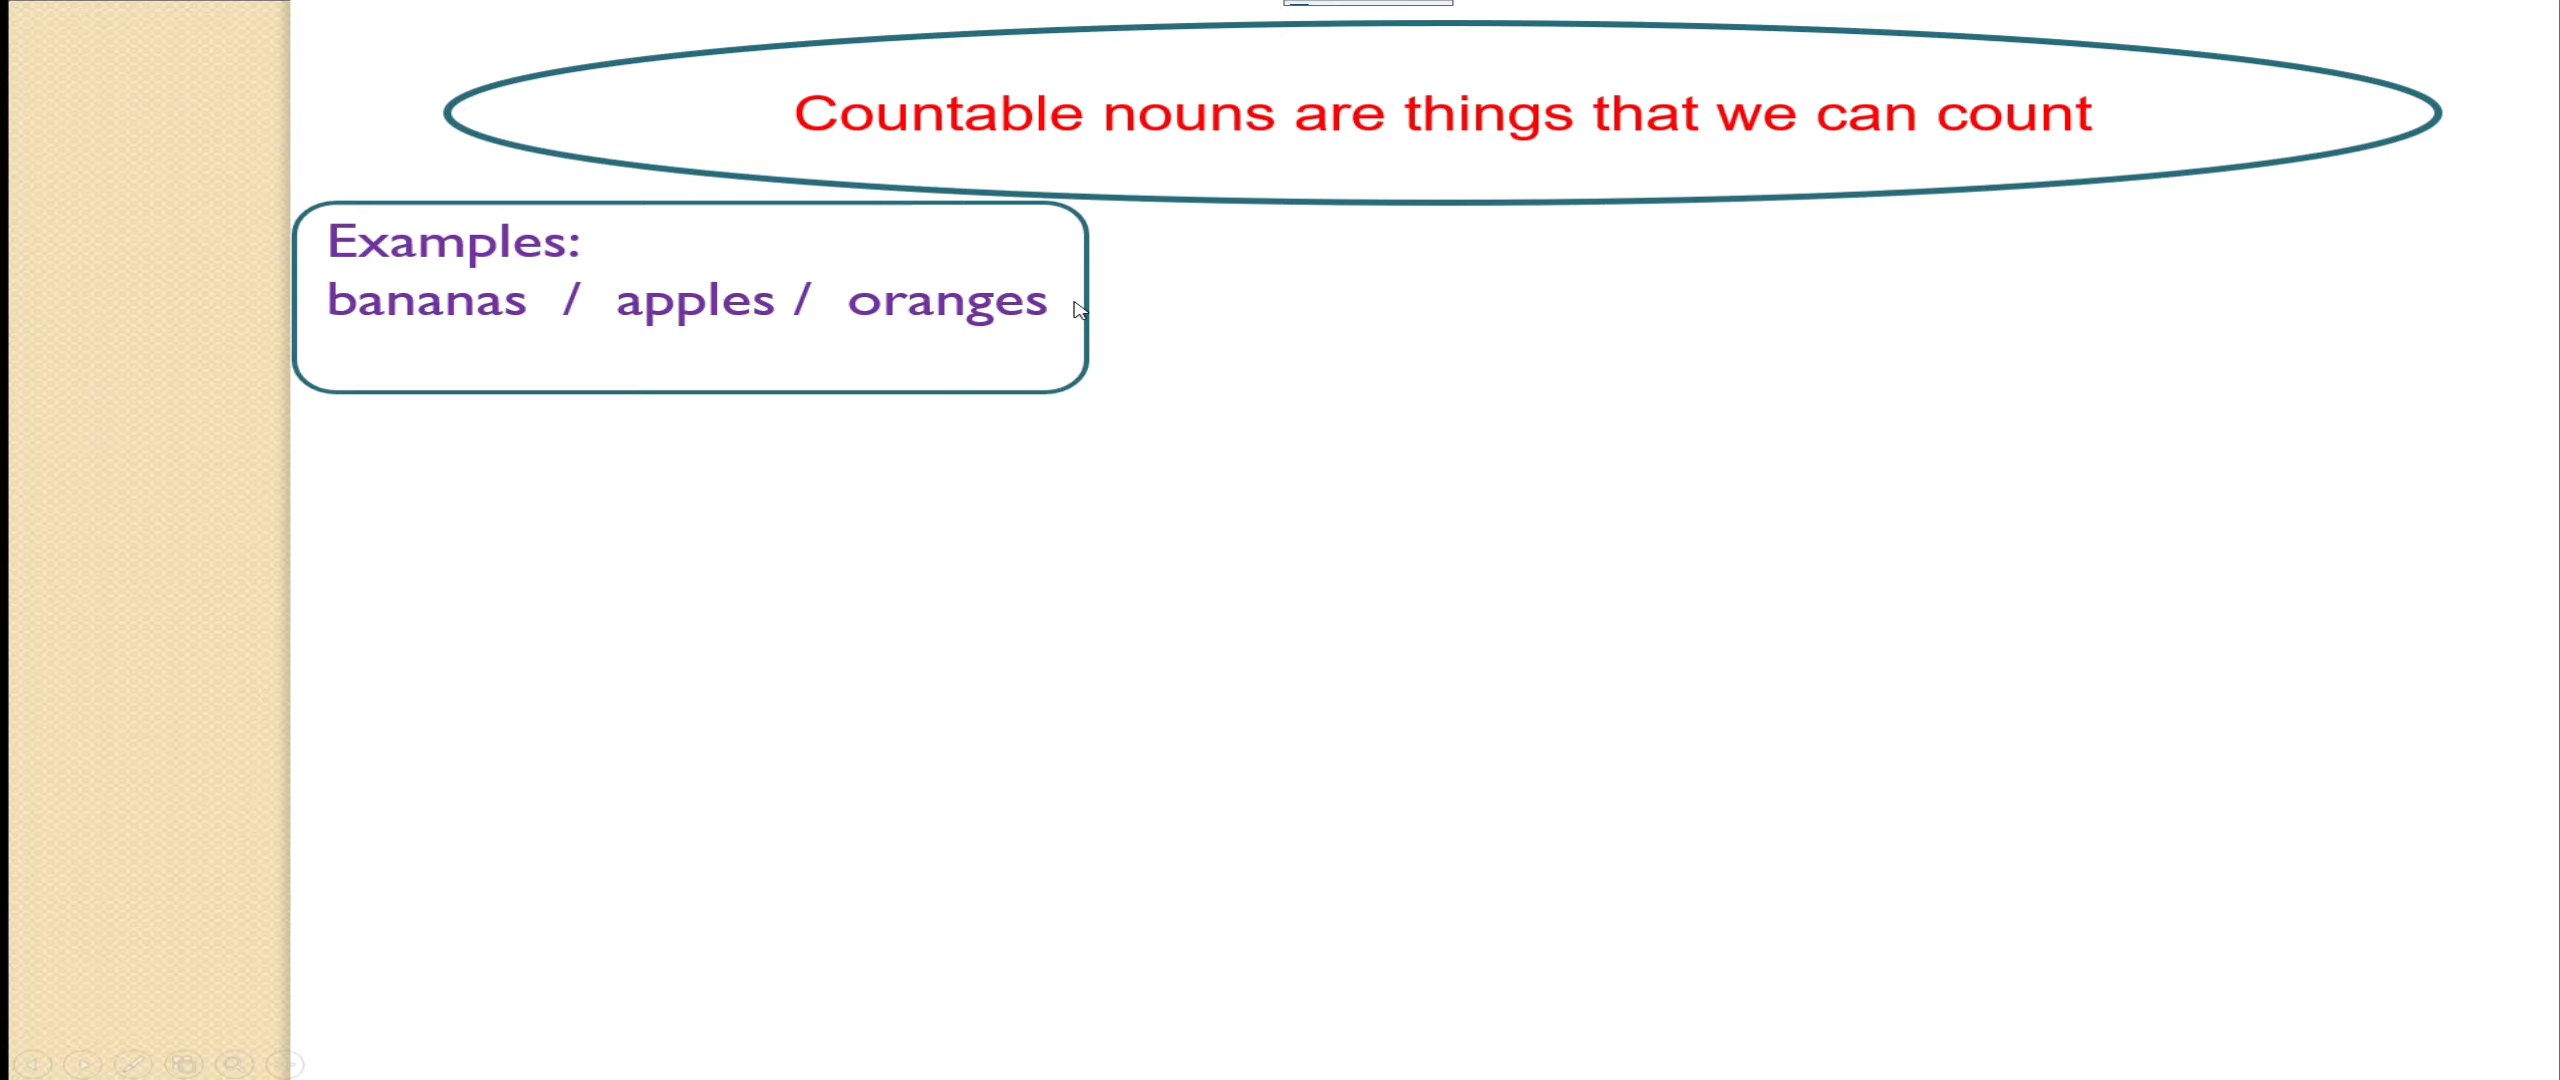 Countable nouns are things that we can count
Examples:
bananas / apples / oranges